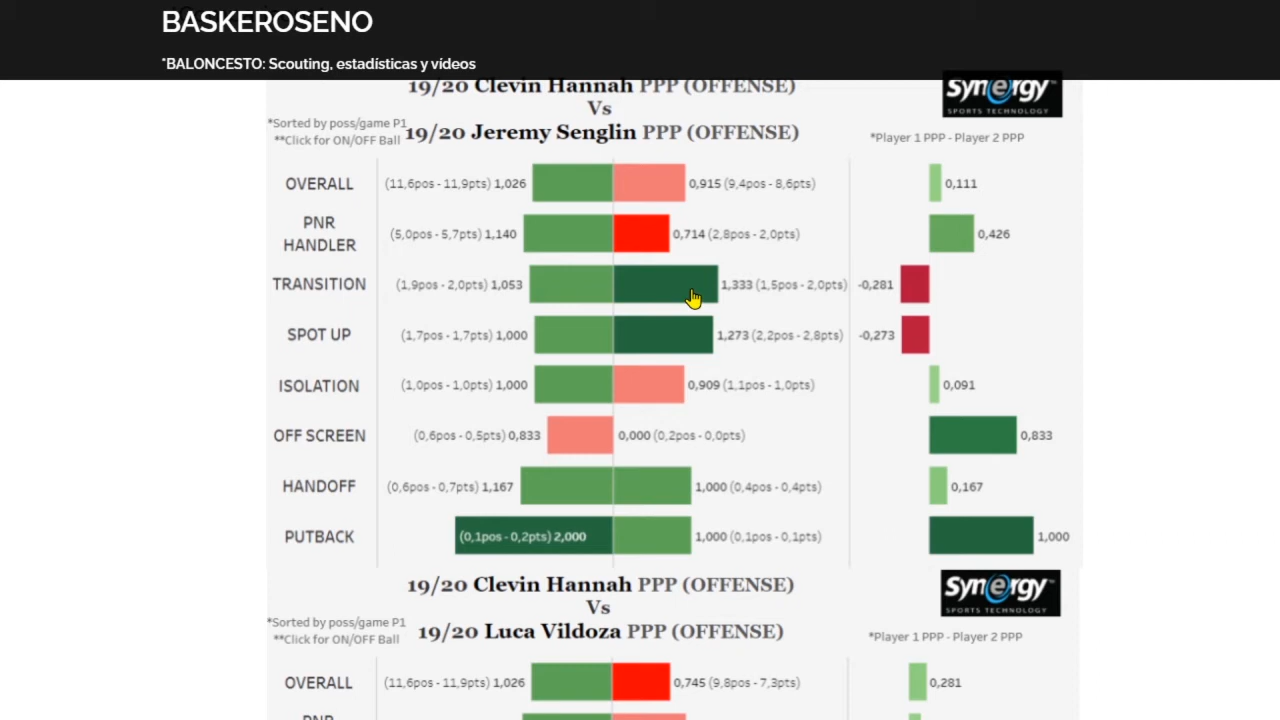 BASKEROSENO
*BALONCESTO: Scouting, estadísticas y vídeos
19/20 Clevin Hannah PPP (OFFENSE)
Vs
19/20 Jeremy Senglin PPP (OFFENSE)
*Sorted by poss/game P1
**Click for ON/OFF Ball
Synergy
SPORTS TECHNOLOGY
*Player 1 PPP - Player 2 PPP
OVERALL (11,6pos - 11,9pts) 1,026 0,915 (9,4pos - 8,6pts) 0,111
PNR
HANDLER (5,0pos - 5,7pts) 1,140 0,714 (2,8pos - 2,0pts) 0,426
TRANSITION (1,9pos - 2,0pts) 1,053 1,333 (1,5pos - 2,0pts) -0,281
SPOT UP (1,7pos - 1,7pts) 1,000 1,273 (2,2pos - 2,8pts) -0,273
ISOLATION (1,0pos - 1,0pts) 1,000 0,909 (1,1pos - 1,0pts) 0,091
OFF SCREEN (0,6pos - 0,5pts) 0,833 0,000 (0,2pos - 0,0pts) 0,833
HANDOFF (0,6pos - 0,7pts) 1,167 1,000 (0,4pos - 0,4pts) 0,167
PUTBACK (0,1pos - 0,2pts) 2,000 1,000 (0,1pos - 0,1pts) 1,000
19/20 Clevin Hannah PPP (OFFENSE)
Vs
19/20 Luca Vildoza PPP (OFFENSE)
*Sorted by poss/game P1
**Click for ON/OFF Ball
Synergy
SPORTS TECHNOLOGY
*Player 1 PPP - Player 2 PPP
OVERALL (11,6pos - 11,9pts) 1,026 0,745 (9,8pos - 7,3pts) 0,281
PNR